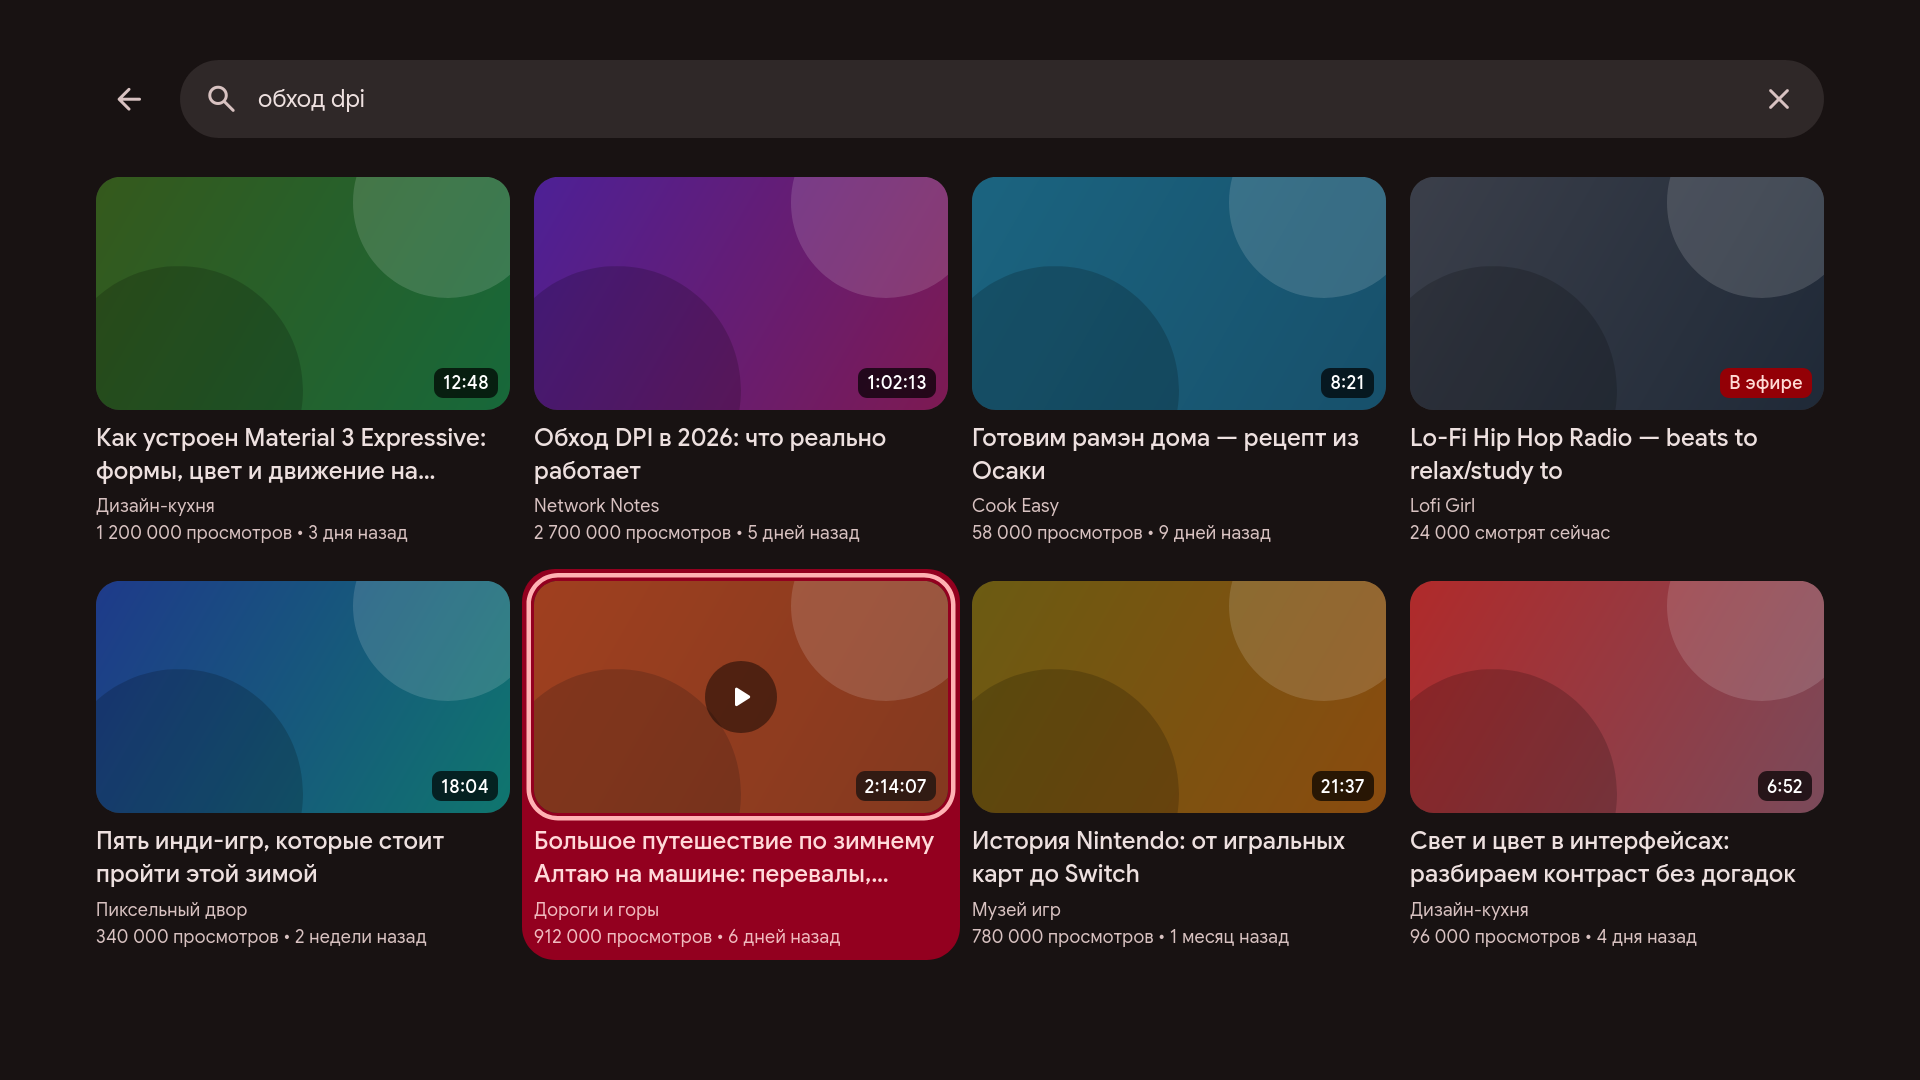 обход dpi
12:48
1:02:13
8:21
В эфире
Как устроен Material 3 Expressive:
формы, цвет и движение на...
Дизайн-кухня
1 200 000 просмотров • 3 дня назад
Обход DPI в 2026: что реально
работает
Network Notes
2 700 000 просмотров • 5 дней назад
Готовим рамэн дома — рецепт из
Осаки
Cook Easy
58 000 просмотров • 9 дней назад
Lo-Fi Hip Hop Radio — beats to
relax/study to
Lofi Girl
24 000 смотрят сейчас
18:04
2:14:07
21:37
6:52
Пять инди-игр, которые стоит
пройти этой зимой
Пиксельный двор
340 000 просмотров • 2 недели назад
Большое путешествие по зимнему
Алтаю на машине: перевалы,...
Дороги и горы
912 000 просмотров • 6 дней назад
История Nintendo: от игральных
карт до Switch
Музей игр
780 000 просмотров • 1 месяц назад
Свет и цвет в интерфейсах:
разбираем контраст без догадок
Дизайн-кухня
96 000 просмотров • 4 дня назад